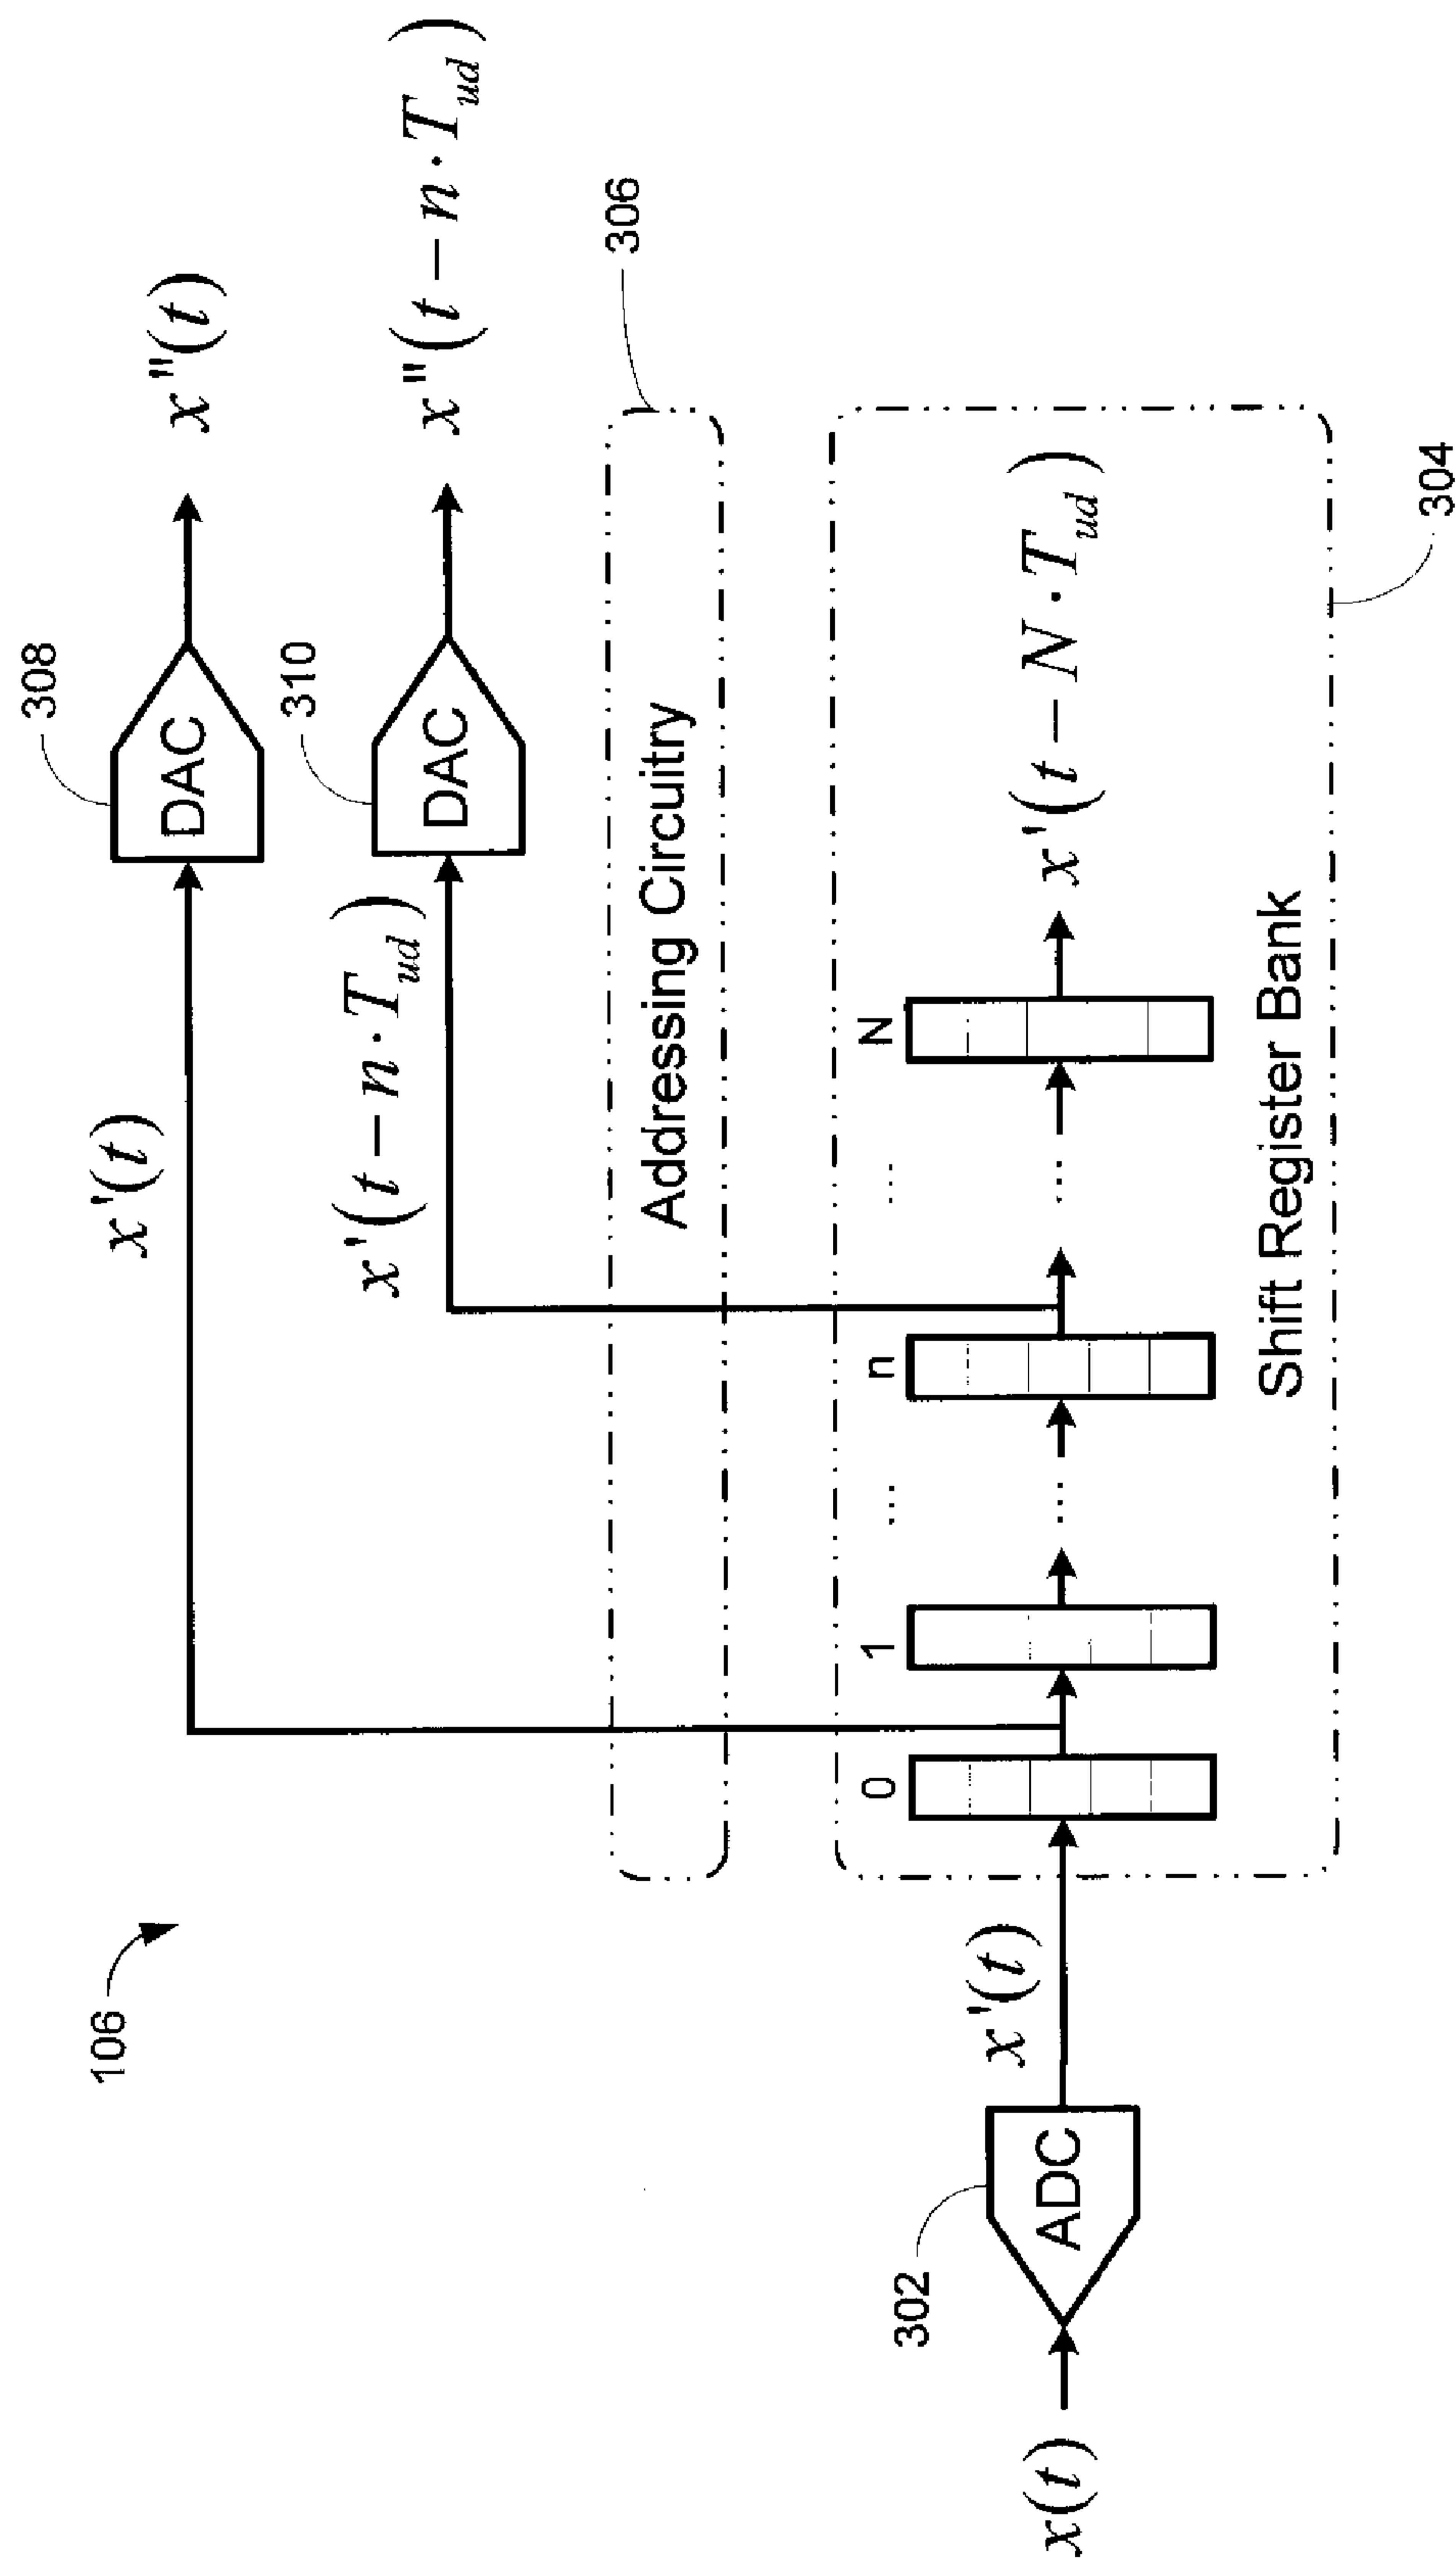 106
308
DAC
x'(t)
x"(t)
310
DAC
x'(t − n · T_ud)
x"(t − n · T_ud)
306
Addressing Circuitry
x(t)
302
ADC
x'(t)
0
1
...
n
...
N
...
...
x'(t − N · T_ud)
Shift Register Bank
304